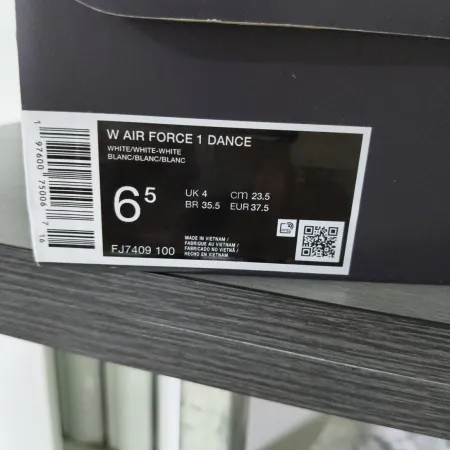 W AIR FORCE 1 DANCE
WHITE/WHITE-WHITE
BLANC/BLANC/BLANC
6 5
UK 4
cm 23.5
BR 35.5
EUR 37.5
MADE IN VIETNAM /
FABRIQUE AU VIETNAM /
FABRICADO NO VIETNÃ /
HECHO EN VIETNAM
FJ7409 100